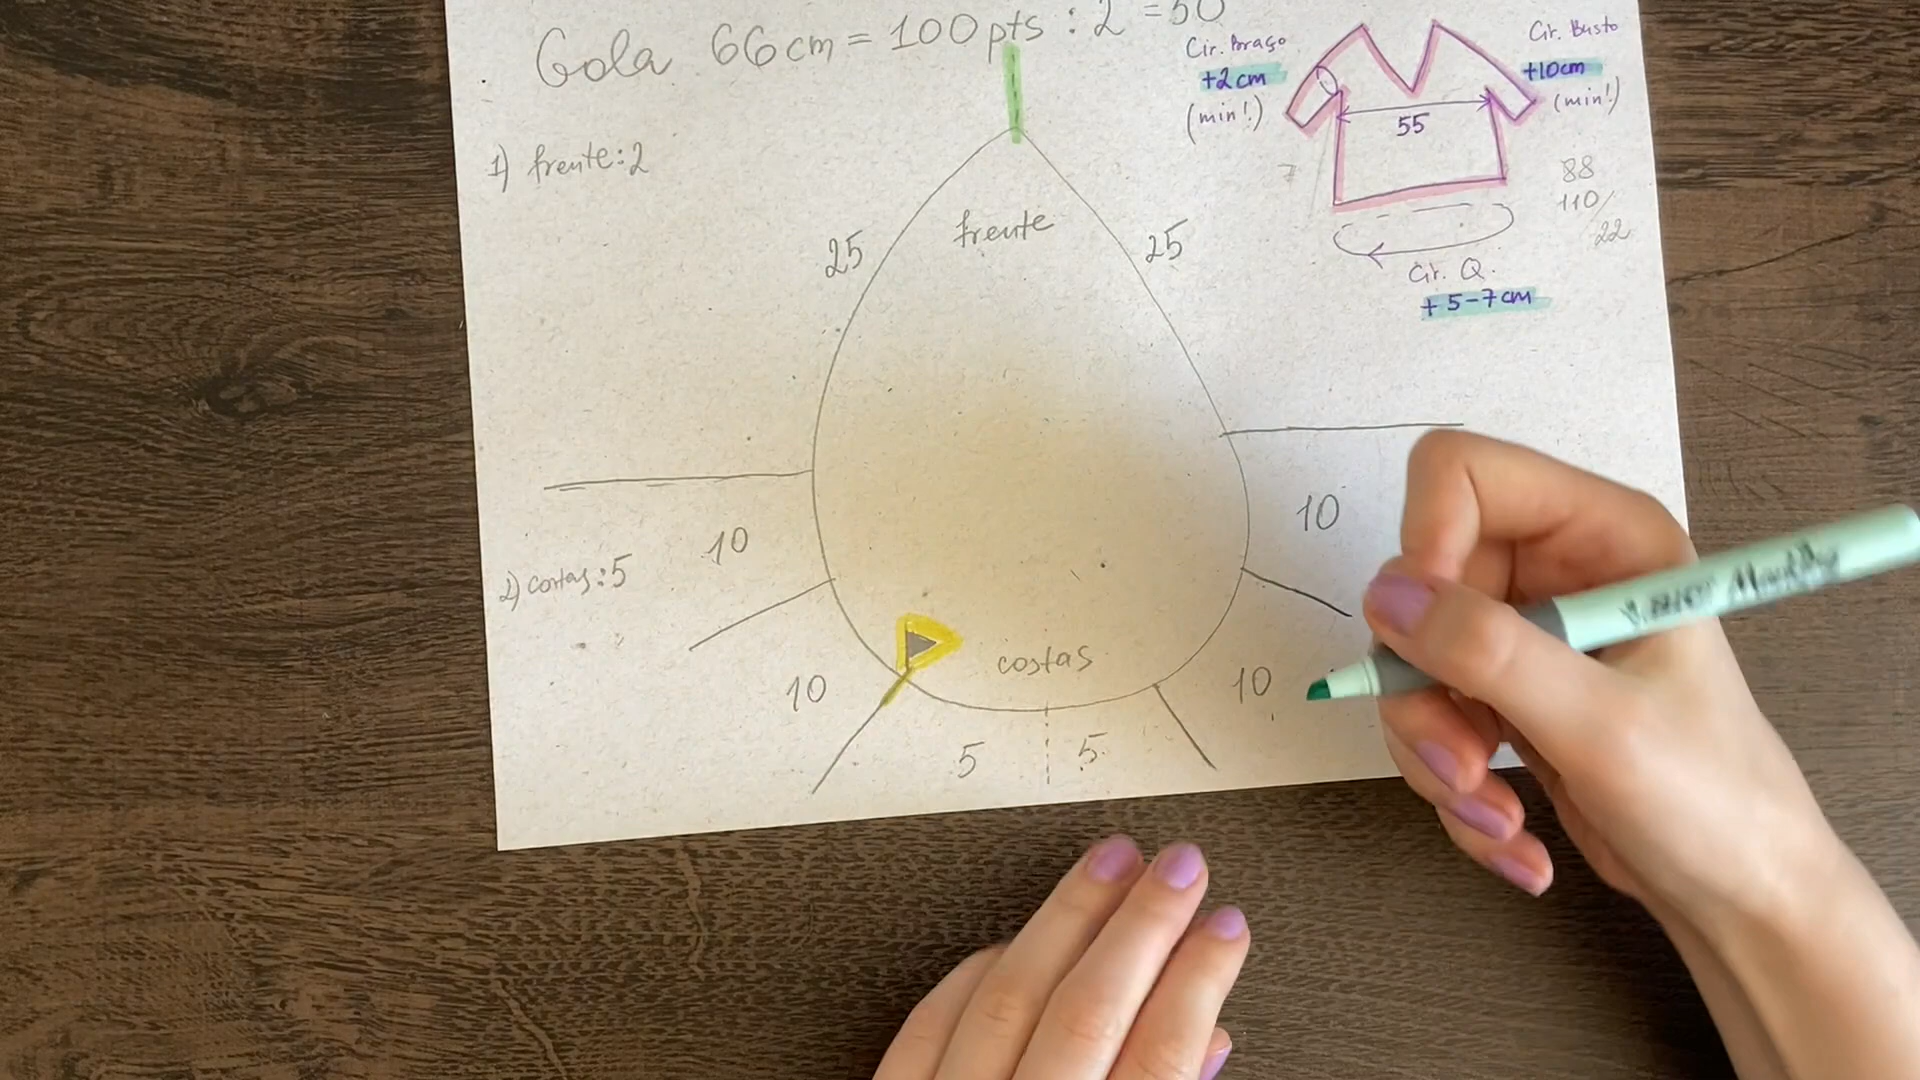 Gola 66cm = 100pts : 2 = 50
Cir. Braço
+2cm
(min!)
Cir. Busto
+10cm
(min!)
55
1) frente:2
7
88
110/
22
25
frente
25
Cir. Q.
+ 5-7cm
10
10
2) costas:5
10
costas
10
5
5